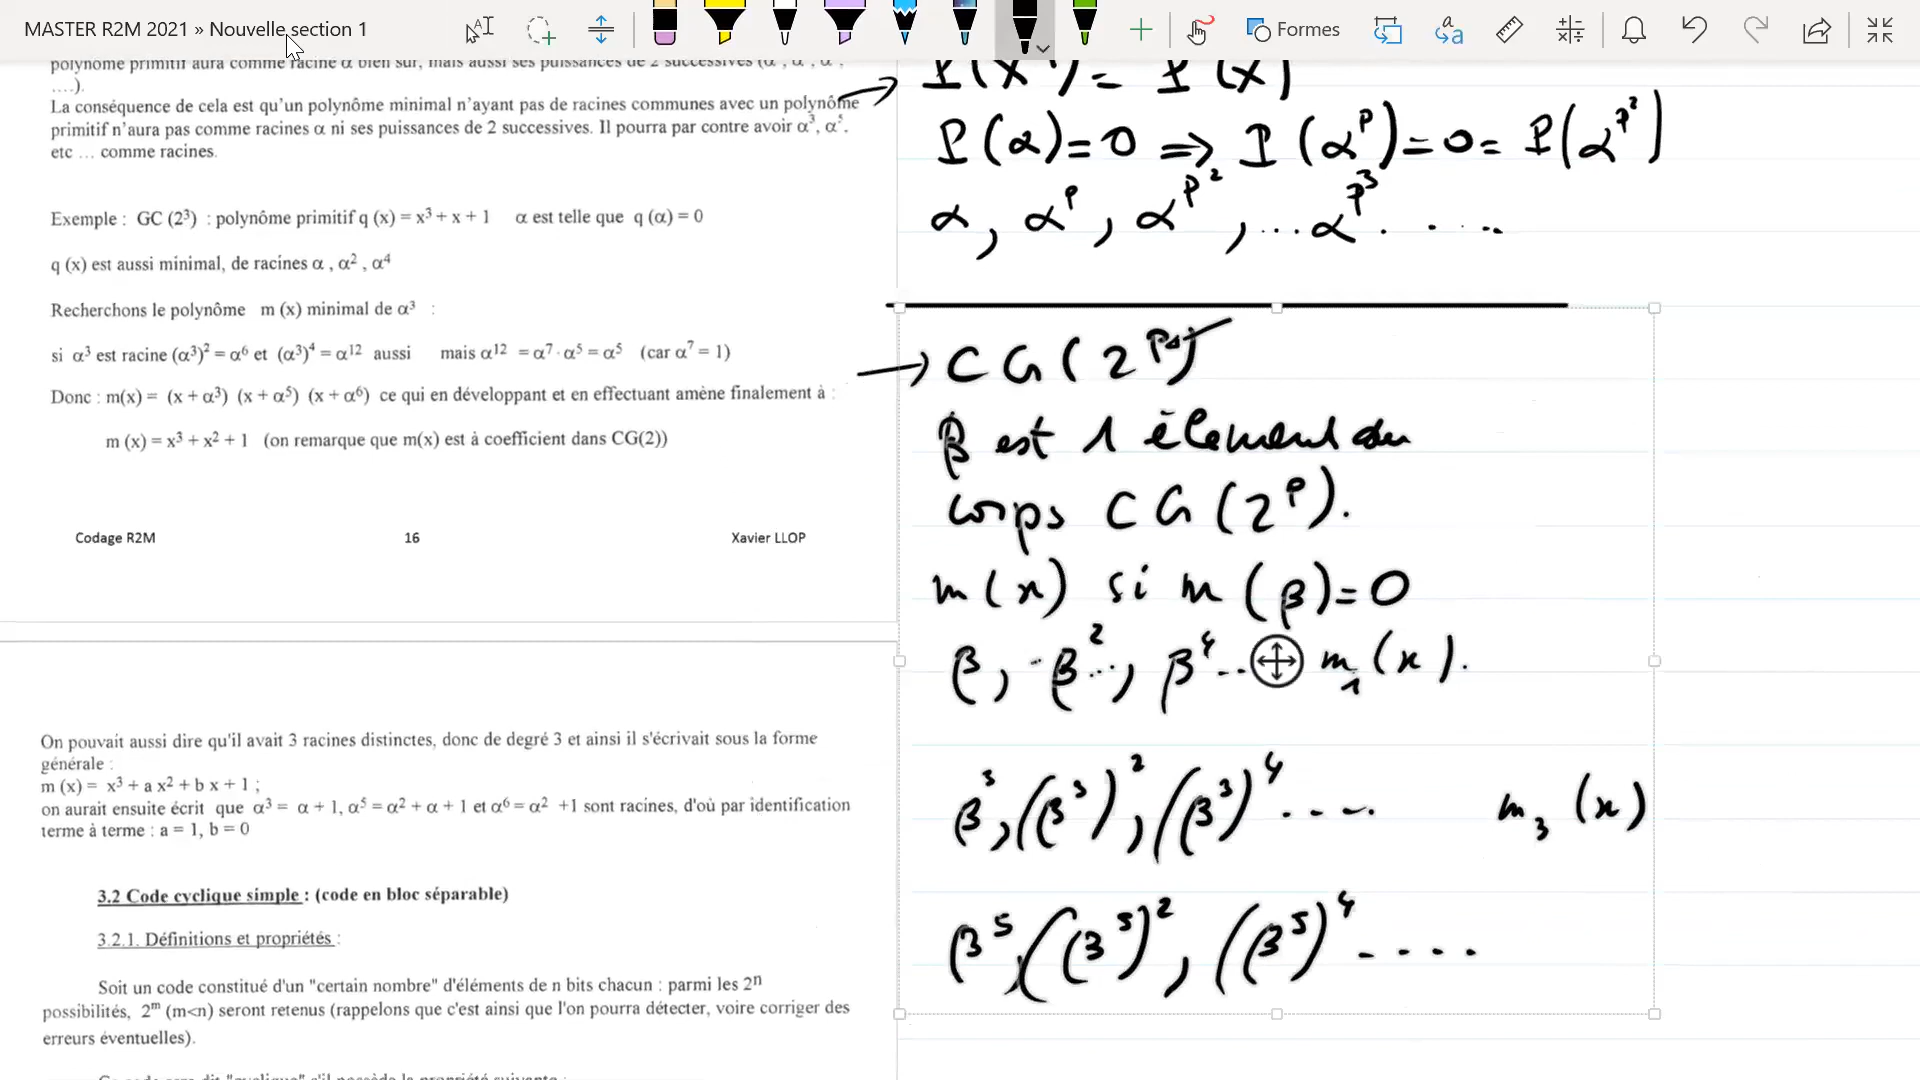 MASTER R2M 2021 » Nouvelle section 1
Formes
polynôme primitif aura comme racine α bien sûr, mais aussi ses puissances de 2 successives (α , α , α ,
….).
La conséquence de cela est qu'un polynôme minimal n'ayant pas de racines communes avec un polynôme
primitif n'aura pas comme racines α ni ses puissances de 2 successives. Il pourra par contre avoir α³, α⁵,
etc … comme racines.
Exemple : GC (2³) : polynôme primitif q (x) = x³ + x + 1 α est telle que q (α) = 0
q (x) est aussi minimal, de racines α , α² , α⁴
Recherchons le polynôme m (x) minimal de α³ :
si α³ est racine (α³)² = α⁶ et (α³)⁴ = α¹² aussi mais α¹² = α⁷ · α⁵ = α⁵ (car α⁷ = 1)
Donc : m(x) = (x + α³) (x + α⁵) (x + α⁶) ce qui en développant et en effectuant amène finalement à :
m (x) = x³ + x² + 1 (on remarque que m(x) est à coefficient dans CG(2))
Codage R2M 16 Xavier LLOP
On pouvait aussi dire qu'il avait 3 racines distinctes, donc de degré 3 et ainsi il s'écrivait sous la forme
générale :
m (x) = x³ + a x² + b x + 1 ;
on aurait ensuite écrit que α³ = α + 1, α⁵ = α² + α + 1 et α⁶ = α² +1 sont racines, d'où par identification
terme à terme : a = 1, b = 0
3.2 Code cyclique simple : (code en bloc séparable)
3.2.1. Définitions et propriétés :
Soit un code constitué d'un "certain nombre" d'éléments de n bits chacun : parmi les 2ⁿ
possibilités, 2ᵐ (m<n) seront retenus (rappelons que c'est ainsi que l'on pourra détecter, voire corriger des
erreurs éventuelles).
P(α)=0 ⇒ P(αᵖ)=0= P(α^p²)
α, αᵖ, α^p², ...α^p³ . . . ..
→ CG(2ᵖ)
β est 1 élément du
corps CG(2ᵖ).
m(x) si m(β)=0
β, β²..., β⁴... m₁(x).
β³, (β³)², (β³)⁴ .... m₃(x)
β⁵, (β⁵)², (β⁵)⁴ ....